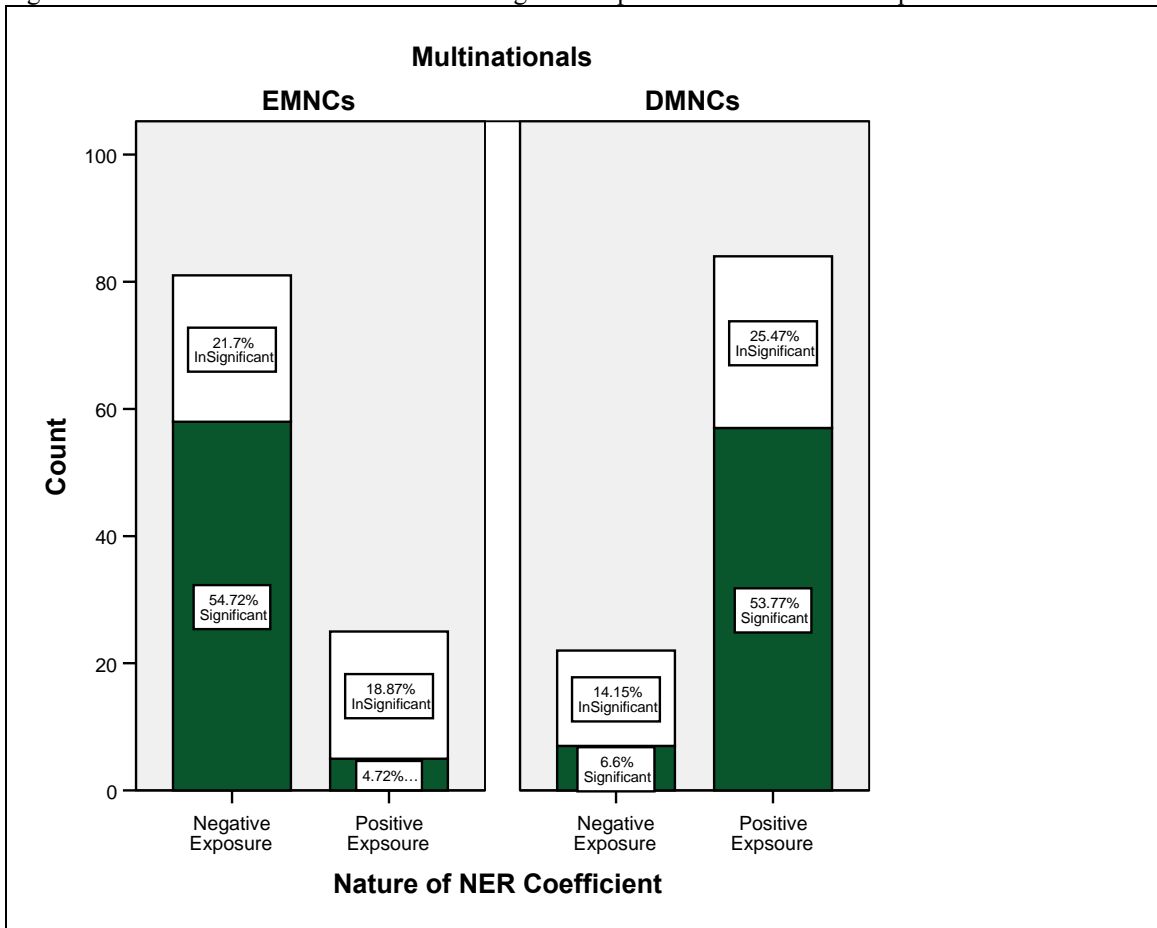 Multinationals
EMNCs
DMNCs
100
80
60
40
20
0
Count
21.7%
InSignificant
54.72%
Significant
18.87%
InSignificant
4.72%…
14.15%
InSignificant
6.6%
Significant
25.47%
InSignificant
53.77%
Significant
Negative
Exposure
Positive
Expsoure
Negative
Exposure
Positive
Expsoure
Nature of NER Coefficient